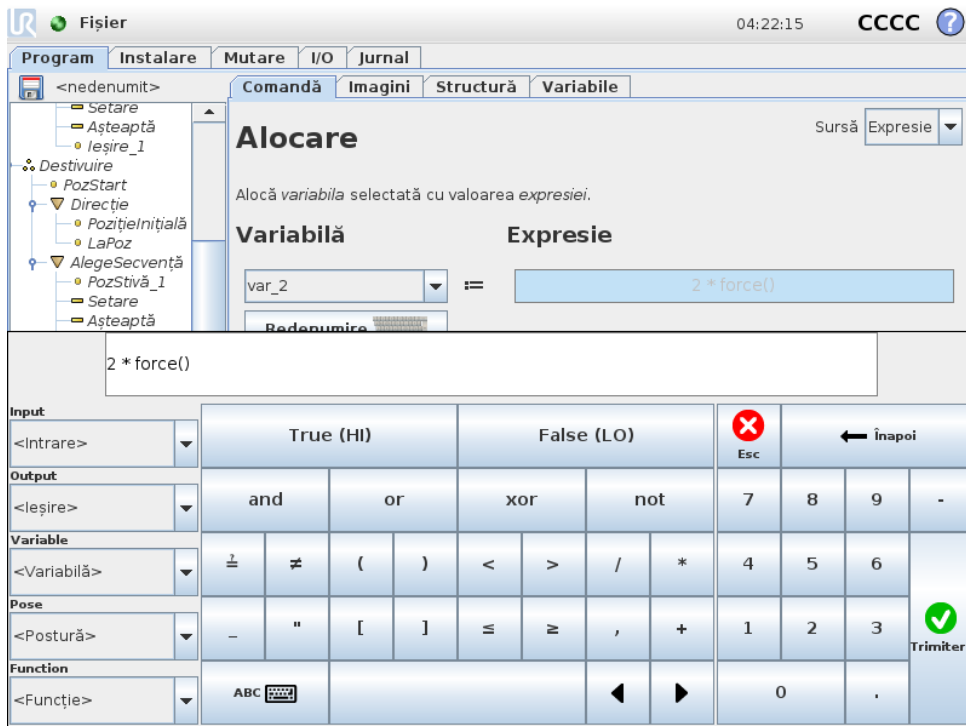 UR Fișier 04:22:15 CCCC ?
Program Instalare Mutare I/O Jurnal
<nedenumit> Comandă Imagini Structură Variabile
Setare
Așteaptă
Ieșire_1
Destivuire
PozStart
Direcție
PozițieInițială
LaPoz
AlegeSecvență
PozStivă_1
Setare
Așteaptă
Alocare
Sursă Expresie
Alocă variabila selectată cu valoarea expresiei.
Variabilă Expresie
var_2 := 2 * force()
Redenumire
2 * force()
Input
<Intrare> True (HI) False (LO) Esc Înapoi
Output
<Ieșire> and or xor not 7 8 9 -
Variable
<Variabilă> ≟ ≠ ( ) < > / * 4 5 6
Pose
<Postură> _ " [ ] ≤ ≥ , + 1 2 3 Trimiter
Function
<Funcție> ABC 0 .